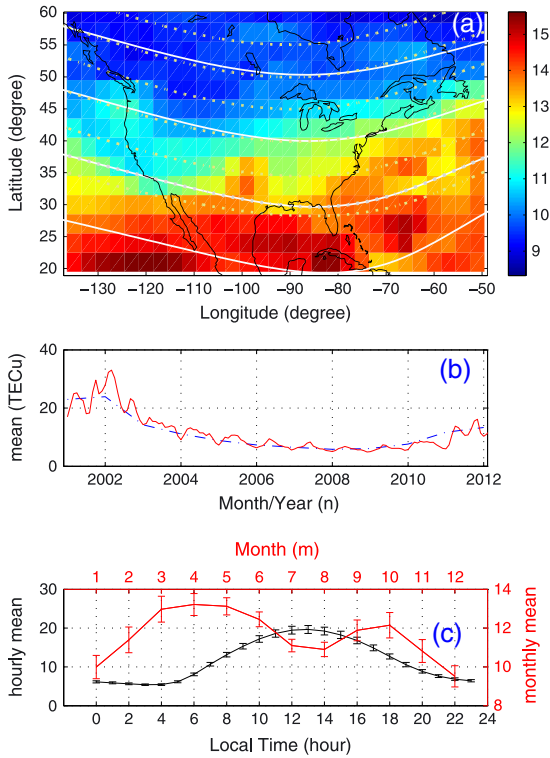 (a)
60
55
50
45
40
35
30
25
20
Latitude (degree)
−130 −120 −110 −100 −90 −80 −70 −60 −50
Longitude (degree)
15
14
13
12
11
10
9
(b)
40
20
0
mean (TECu)
2002 2004 2006 2008 2010 2012
Month/Year (n)
Month (m)
1 2 3 4 5 6 7 8 9 10 11 12
30
20
10
0
hourly mean
(c)
14
12
10
8
monthly mean
0 2 4 6 8 10 12 14 16 18 20 22 24
Local Time (hour)